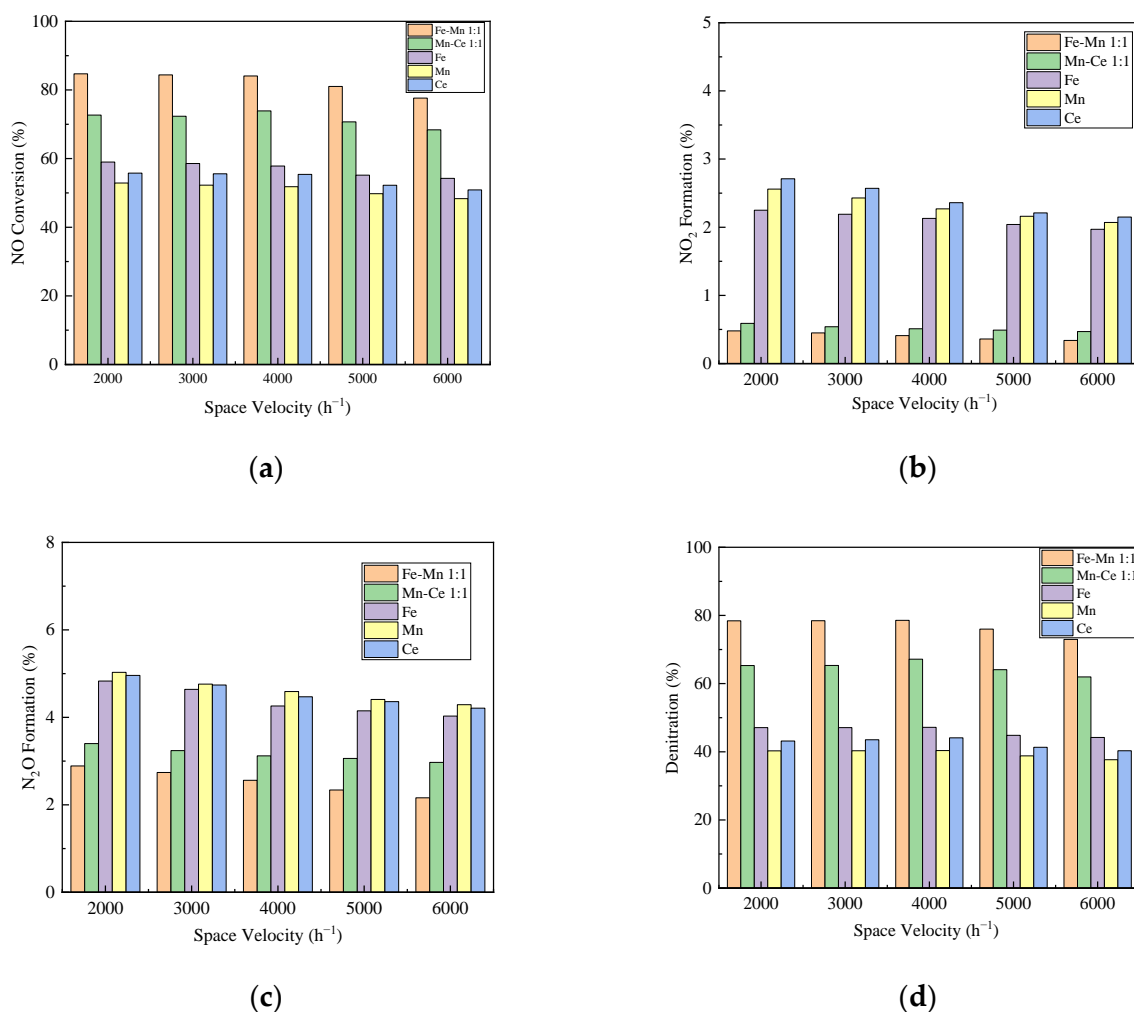 100
80
60
40
20
0
NO Conversion (%)
Fe-Mn 1:1
Mn-Ce 1:1
Fe
Mn
Ce
2000 3000 4000 5000 6000
Space Velocity (h⁻¹)
(a)
5
4
3
2
1
0
NO₂ Formation (%)
Fe-Mn 1:1
Mn-Ce 1:1
Fe
Mn
Ce
2000 3000 4000 5000 6000
Space Velocity (h⁻¹)
(b)
8
6
4
2
0
N₂O Formation (%)
Fe-Mn 1:1
Mn-Ce 1:1
Fe
Mn
Ce
2000 3000 4000 5000 6000
Space Velocity (h⁻¹)
(c)
100
80
60
40
20
0
Denitration (%)
Fe-Mn 1:1
Mn-Ce 1:1
Fe
Mn
Ce
2000 3000 4000 5000 6000
Space Velocity (h⁻¹)
(d)